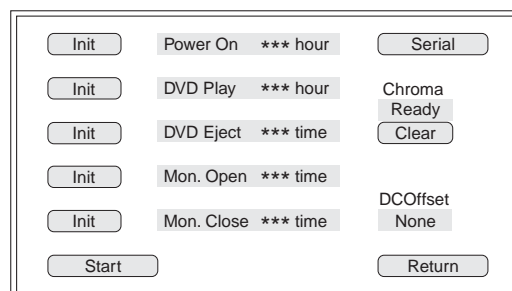 Init Power On *** hour Serial
Init DVD Play *** hour Chroma
Ready
Init DVD Eject *** time Clear
Init Mon. Open *** time
DCOffset
Init Mon. Close *** time None
Start Return